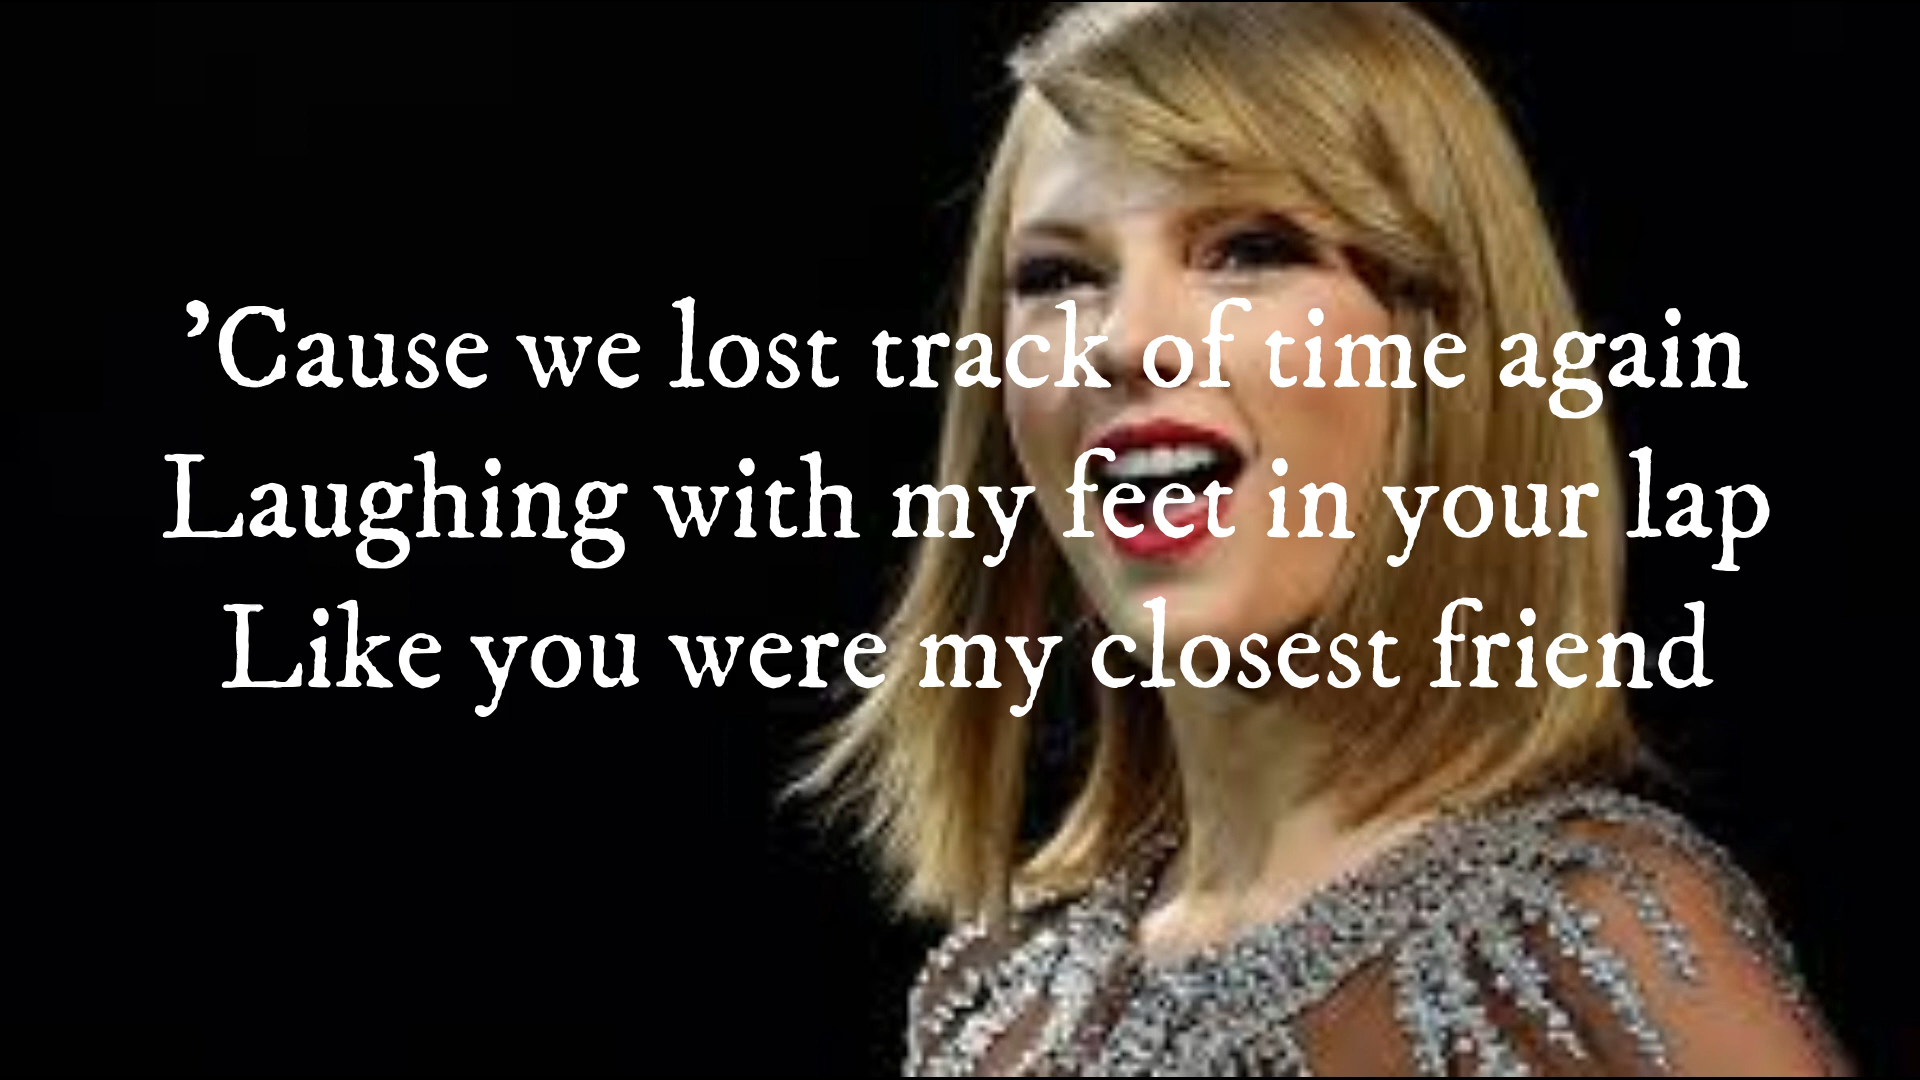 ’Cause we lost track of time again
Laughing with my feet in your lap
Like you were my closest friend